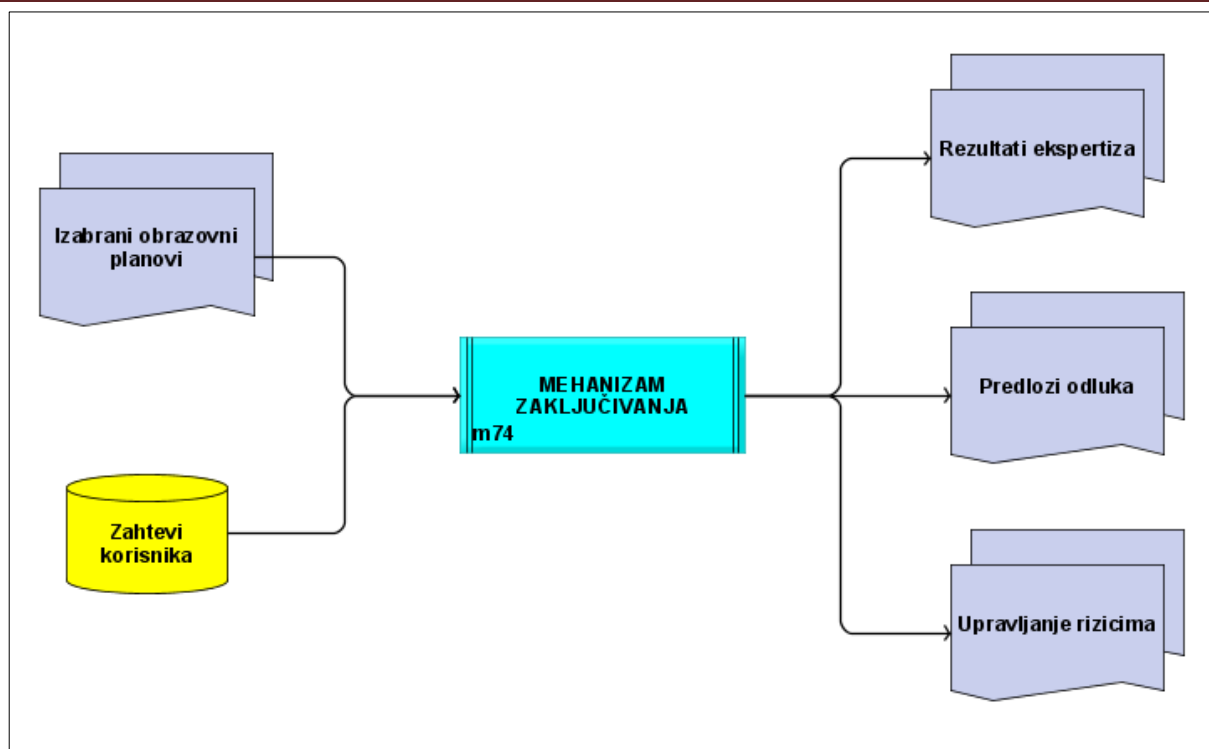 Izabrani obrazovni
planovi
Zahtevi
korisnika
MEHANIZAM
ZAKLJUČIVANJA
m74
Rezultati ekspertiza
Predlozi odluka
Upravljanje rizicima